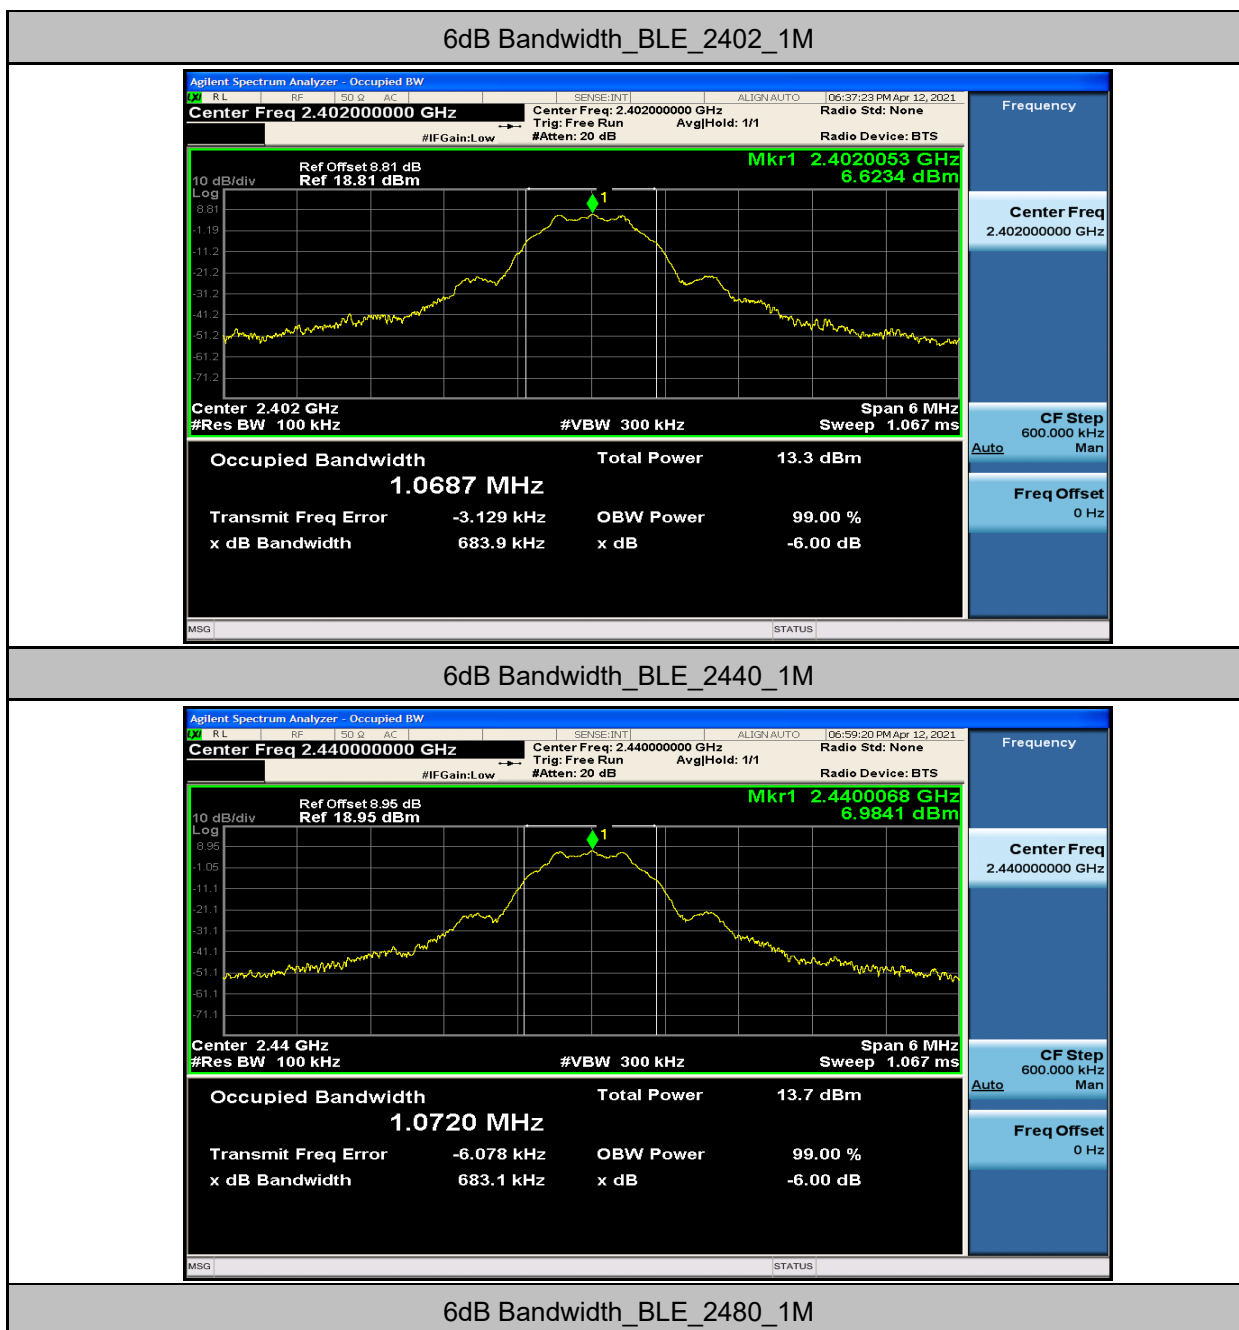 6dB Bandwidth_BLE_2402_1M
Agilent Spectrum Analyzer - Occupied BW
LXI RL RF 50 Ω AC SENSE:INT ALIGN AUTO 06:37:23 PM Apr 12, 2021
Center Freq 2.402000000 GHz Center Freq: 2.402000000 GHz Radio Std: None
Trig: Free Run Avg|Hold: 1/1
#IFGain:Low #Atten: 20 dB Radio Device: BTS
Frequency
Ref Offset 8.81 dB Mkr1 2.4020053 GHz
10 dB/div Ref 18.81 dBm 6.6234 dBm
Log
8.81
-1.19
-11.2
-21.2
-31.2
-41.2
-51.2
-61.2
-71.2
1
Center 2.402 GHz Span 6 MHz
#Res BW 100 kHz #VBW 300 kHz Sweep 1.067 ms
Center Freq
2.402000000 GHz
CF Step
600.000 kHz
Auto Man
Freq Offset
0 Hz
Occupied Bandwidth Total Power 13.3 dBm
1.0687 MHz
Transmit Freq Error -3.129 kHz OBW Power 99.00 %
x dB Bandwidth 683.9 kHz x dB -6.00 dB
MSG STATUS
6dB Bandwidth_BLE_2440_1M
Agilent Spectrum Analyzer - Occupied BW
LXI RL RF 50 Ω AC SENSE:INT ALIGN AUTO 06:59:20 PM Apr 12, 2021
Center Freq 2.440000000 GHz Center Freq: 2.440000000 GHz Radio Std: None
Trig: Free Run Avg|Hold: 1/1
#IFGain:Low #Atten: 20 dB Radio Device: BTS
Frequency
Ref Offset 8.95 dB Mkr1 2.4400068 GHz
10 dB/div Ref 18.95 dBm 6.9841 dBm
Log
8.95
-1.05
-11.1
-21.1
-31.1
-41.1
-51.1
-61.1
-71.1
1
Center 2.44 GHz Span 6 MHz
#Res BW 100 kHz #VBW 300 kHz Sweep 1.067 ms
Center Freq
2.440000000 GHz
CF Step
600.000 kHz
Auto Man
Freq Offset
0 Hz
Occupied Bandwidth Total Power 13.7 dBm
1.0720 MHz
Transmit Freq Error -6.078 kHz OBW Power 99.00 %
x dB Bandwidth 683.1 kHz x dB -6.00 dB
MSG STATUS
6dB Bandwidth_BLE_2480_1M